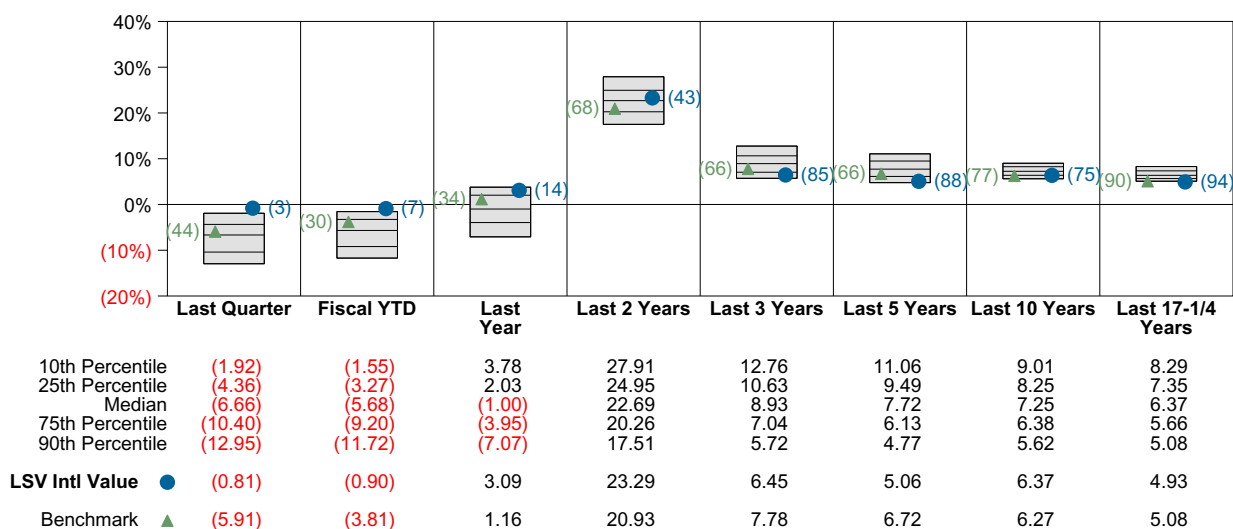 40%
30%
20%
10%
0%
(10%)
(20%)
(44) (3)
(30) (7)
(34) (14)
(68) (43)
(66) (85)
(66) (88)
(77) (75)
(90) (94)
Last Quarter Fiscal YTD Last Year Last 2 Years Last 3 Years Last 5 Years Last 10 Years Last 17-1/4 Years
10th Percentile (1.92) (1.55) 3.78 27.91 12.76 11.06 9.01 8.29
25th Percentile (4.36) (3.27) 2.03 24.95 10.63 9.49 8.25 7.35
Median (6.66) (5.68) (1.00) 22.69 8.93 7.72 7.25 6.37
75th Percentile (10.40) (9.20) (3.95) 20.26 7.04 6.13 6.38 5.66
90th Percentile (12.95) (11.72) (7.07) 17.51 5.72 4.77 5.62 5.08
LSV Intl Value (0.81) (0.90) 3.09 23.29 6.45 5.06 6.37 4.93
Benchmark (5.91) (3.81) 1.16 20.93 7.78 6.72 6.27 5.08